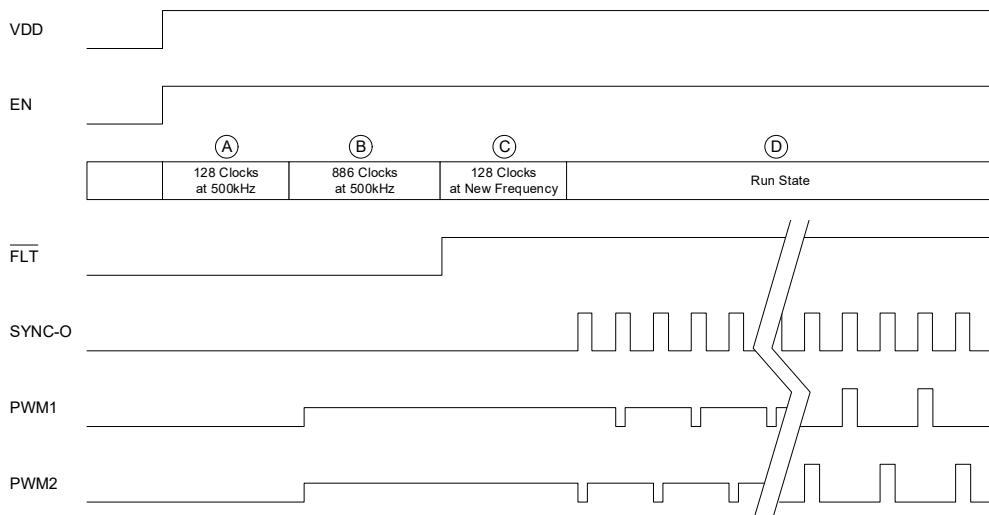 VDD
EN
A
B
C
D
128 Clocks
at 500kHz
886 Clocks
at 500kHz
128 Clocks
at New Frequency
Run State
FLT
SYNC-O
PWM1
PWM2